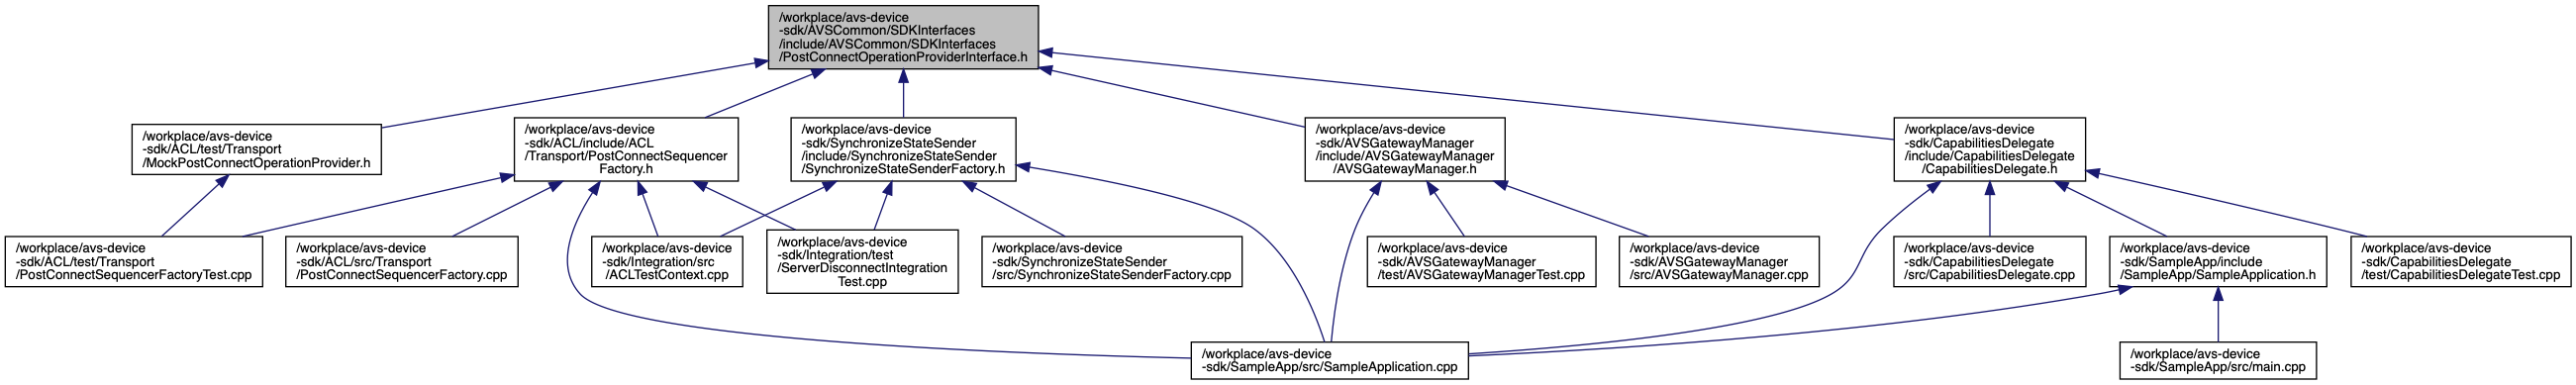 /workplace/avs-device
-sdk/AVSCommon/SDKInterfaces
/include/AVSCommon/SDKInterfaces
/PostConnectOperationProviderInterface.h
/workplace/avs-device
-sdk/ACL/test/Transport
/MockPostConnectOperationProvider.h
/workplace/avs-device
-sdk/ACL/include/ACL
/Transport/PostConnectSequencer
Factory.h
/workplace/avs-device
-sdk/SynchronizeStateSender
/include/SynchronizeStateSender
/SynchronizeStateSenderFactory.h
/workplace/avs-device
-sdk/AVSGatewayManager
/include/AVSGatewayManager
/AVSGatewayManager.h
/workplace/avs-device
-sdk/CapabilitiesDelegate
/include/CapabilitiesDelegate
/CapabilitiesDelegate.h
/workplace/avs-device
-sdk/ACL/test/Transport
/PostConnectSequencerFactoryTest.cpp
/workplace/avs-device
-sdk/ACL/src/Transport
/PostConnectSequencerFactory.cpp
/workplace/avs-device
-sdk/Integration/src
/ACLTestContext.cpp
/workplace/avs-device
-sdk/Integration/test
/ServerDisconnectIntegration
Test.cpp
/workplace/avs-device
-sdk/SynchronizeStateSender
/src/SynchronizeStateSenderFactory.cpp
/workplace/avs-device
-sdk/AVSGatewayManager
/test/AVSGatewayManagerTest.cpp
/workplace/avs-device
-sdk/AVSGatewayManager
/src/AVSGatewayManager.cpp
/workplace/avs-device
-sdk/CapabilitiesDelegate
/src/CapabilitiesDelegate.cpp
/workplace/avs-device
-sdk/SampleApp/include
/SampleApp/SampleApplication.h
/workplace/avs-device
-sdk/CapabilitiesDelegate
/test/CapabilitiesDelegateTest.cpp
/workplace/avs-device
-sdk/SampleApp/src/SampleApplication.cpp
/workplace/avs-device
-sdk/SampleApp/src/main.cpp